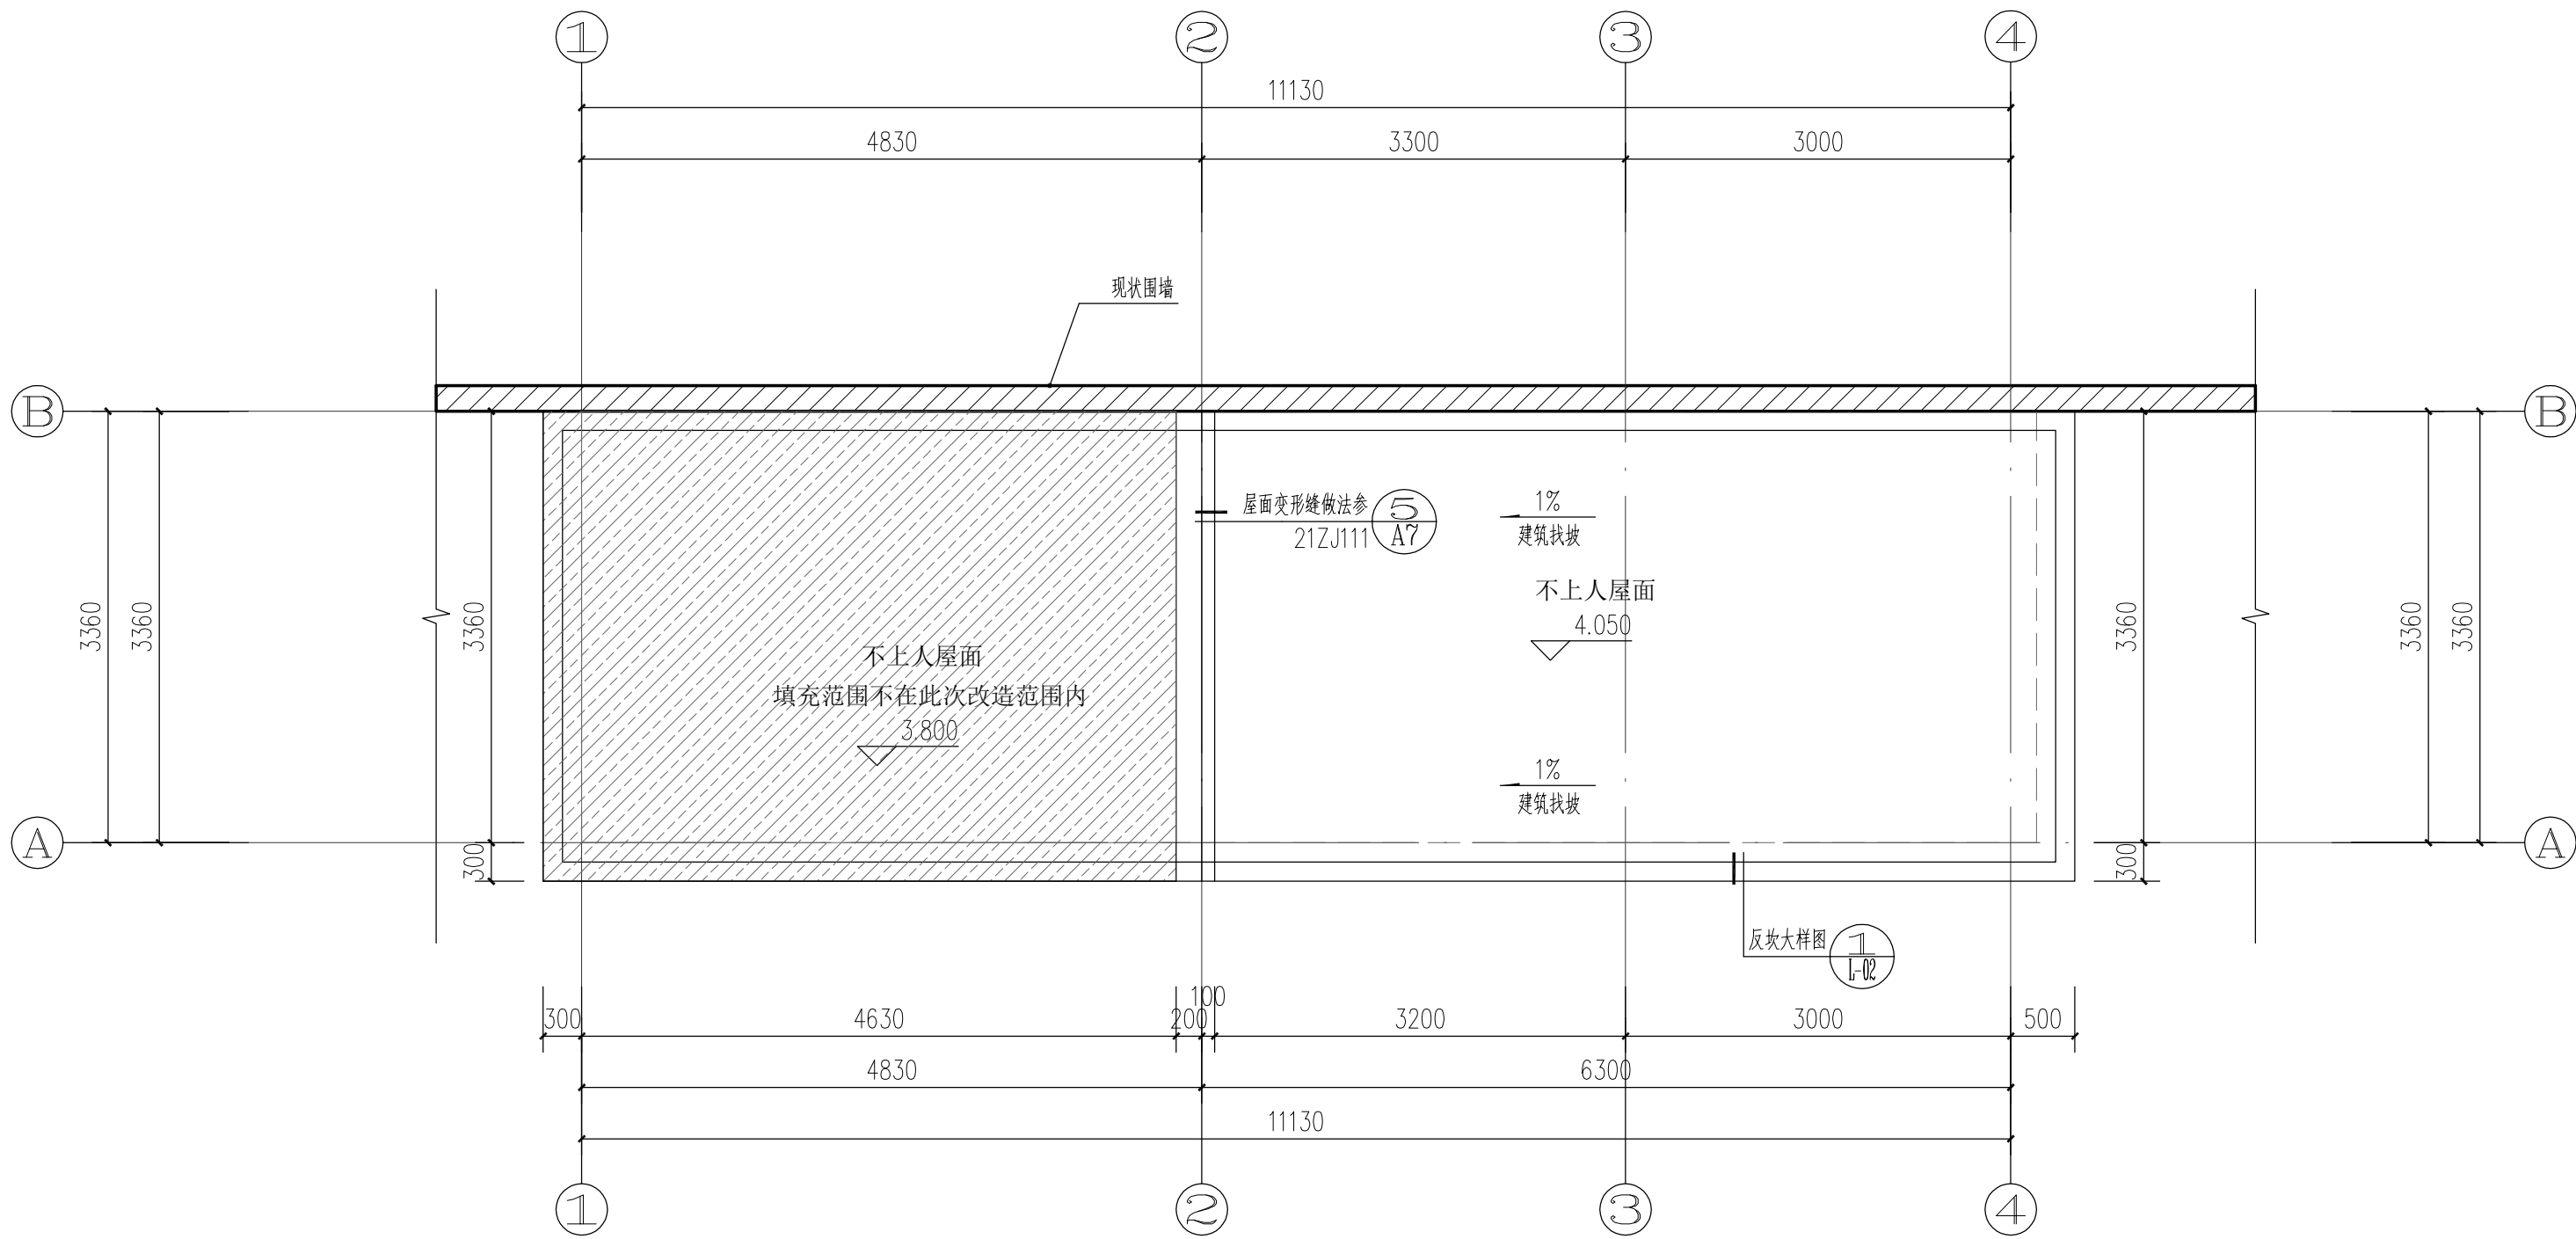 1 2 3 4
11130
4830 3300 3000
现状围墙
B B
屋面变形缝做法参
21ZJ111
5
A7
1%
建筑找坡
不上人屋面
4.050
3360 3360 3360 3360 3360 3360
不上人屋面
填充范围不在此次改造范围内
3.800
1%
建筑找坡
A A
300 300
反坎大样图
1
L-02
100
300 4630 200 3200 3000 500
4830 6300
11130
1 2 3 4